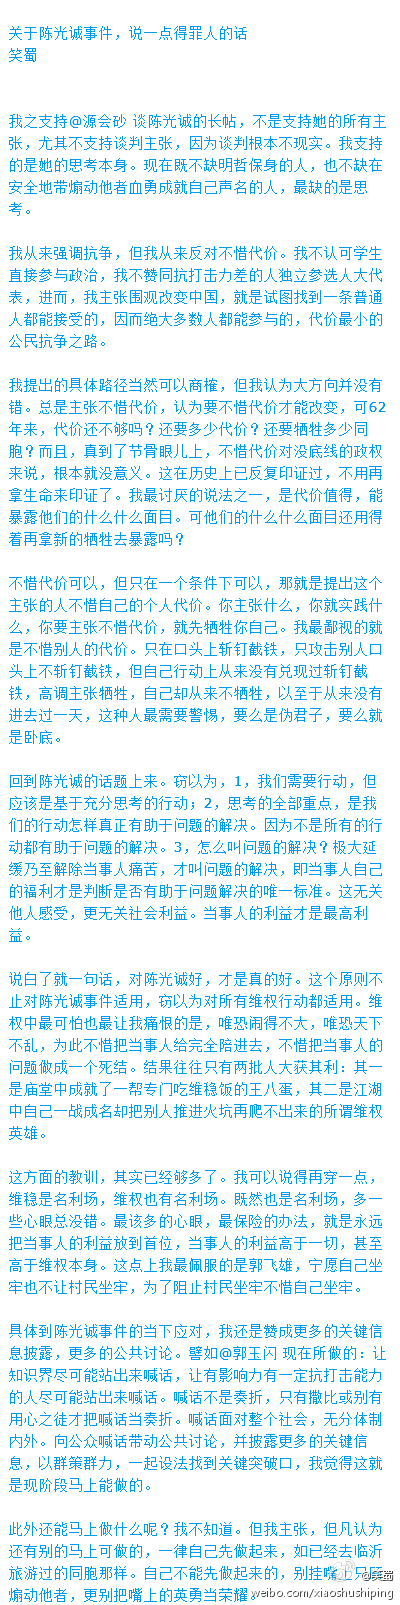 关于陈光诚事件，说一点得罪人的话
笑蜀
我之支持@源会砂 谈陈光诚的长帖，不是支持她的所有主
张，尤其不支持谈判主张，因为谈判根本不现实。我支持
的是她的思考本身。现在既不缺明哲保身的人，也不缺在
安全地带煽动他者血勇成就自己声名的人，最缺的是思
考。
我从来强调抗争，但我从来反对不惜代价。我不认可学生
直接参与政治，我不赞同抗打击力差的人独立参选人大代
表，进而，我主张围观改变中国，就是试图找到一条普通
人都能接受的，因而绝大多数人都能参与的，代价最小的
公民抗争之路。
我提出的具体路径当然可以商榷，但我认为大方向并没有
错。总是主张不惜代价，认为要不惜代价才能改变，可62
年来，代价还不够吗？还要多少代价？还要牺牲多少同
胞？而且，真到了节骨眼儿上，不惜代价对没底线的政权
来说，根本就没意义。这在历史上已反复印证过，不用再
拿生命来印证了。我最讨厌的说法之一，是代价值得，能
暴露他们的什么什么面目。可他们的什么什么面目还用得
着再拿新的牺牲去暴露吗？
不惜代价可以，但只在一个条件下可以，那就是提出这个
主张的人不惜自己的个人代价。你主张什么，你就实践什
么，你要主张不惜代价，就先牺牲你自己。我最鄙视的就
是不惜别人的代价。只在口头上斩钉截铁，只攻击别人口
头上不斩钉截铁，但自己行动上从来没有兑现过斩钉截
铁，高调主张牺牲，自己却从来不牺牲，以至于从来没有
进去过一天，这种人最需要警惕，要么是伪君子，要么就
是卧底。
回到陈光诚的话题上来。窃以为，1，我们需要行动，但
应该是基于充分思考的行动；2，思考的全部重点，是我
们的行动怎样真正有助于问题的解决。因为不是所有的行
动都有助于问题的解决。3，怎么叫问题的解决？极大延
缓乃至解除当事人痛苦，才叫问题的解决，即当事人自己
的福利才是判断是否有助于问题解决的唯一标准。这无关
他人感受，更无关社会利益。当事人的利益才是最高利
益。
说白了就一句话，对陈光诚好，才是真的好。这个原则不
止对陈光诚事件适用，窃以为对所有维权行动都适用。维
权中最可怕也最让我痛恨的是，唯恐闹得不大，唯恐天下
不乱，为此不惜把当事人给完全陪进去，不惜把当事人的
问题做成一个死结。结果往往只有两批人大获其利：其一
是庙堂中成就了一帮专门吃维稳饭的王八蛋，其二是江湖
中自己一战成名却把别人推进火坑再爬不出来的所谓维权
英雄。
这方面的教训，其实已经够多了。我可以说得再穿一点，
维稳是名利场，维权也有名利场。既然也是名利场，多一
些心眼总没错。最该多的心眼，最保险的办法，就是永远
把当事人的利益放到首位，当事人的利益高于一切，甚至
高于维权本身。这点上我最佩服的是郭飞雄，宁愿自己坐
牢也不让村民坐牢，为了阻止村民坐牢不惜自己坐牢。
具体到陈光诚事件的当下应对，我还是赞成更多的关键信
息披露，更多的公共讨论。譬如@郭玉闪 现在所做的：让
知识界尽可能站出来喊话，让有影响力有一定抗打击能力
的人尽可能站出来喊话。喊话不是奏折，只有撒比或别有
用心之徒才把喊话当奏折。喊话面对整个社会，无分体制
内外。向公众喊话带动公共讨论，并披露更多的关键信
息，以群策群力，一起设法找到关键突破口，我觉得这就
是现阶段马上能做的。
此外还能马上做什么呢？我不知道。但我主张，但凡认为
还有别的马上可做的，一律自己先做起来，如已经去临沂
旅游过的同胞那样。自己不能先做起来的，别挂嘴上只顾
煽动他者，更别把嘴上的英勇当荣耀
@笑蜀
weibo.com/xiaoshushiping